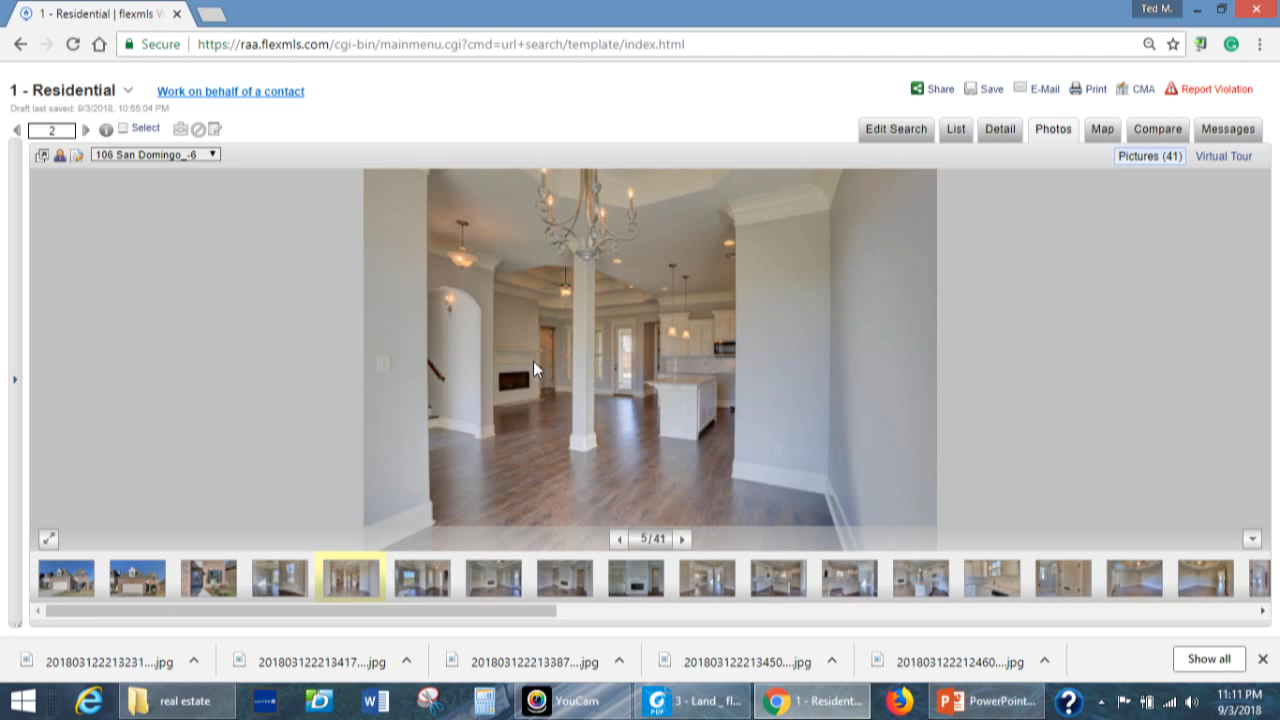 Ted M.
1 - Residential | flexmls W
Secure https://raa.flexmls.com/cgi-bin/mainmenu.cgi?cmd=url+search/template/index.html
1 - Residential
Work on behalf of a contact
Share Save E-Mail Print CMA Report Violation
Draft last saved: 9/3/2018, 10:55:04 PM
2 Select
Edit Search List Detail Photos Map Compare Messages
106 San Domingo_-6
Pictures (41) Virtual Tour
5/41
201803122213231....jpg 201803122213417....jpg 201803122213387....jpg 201803122213450....jpg 201803122212460....jpg Show all
real estate YouCam 3 - Land _ fl... 1 - Resident... PowerPoint...
PDF
11:11 PM
9/3/2018